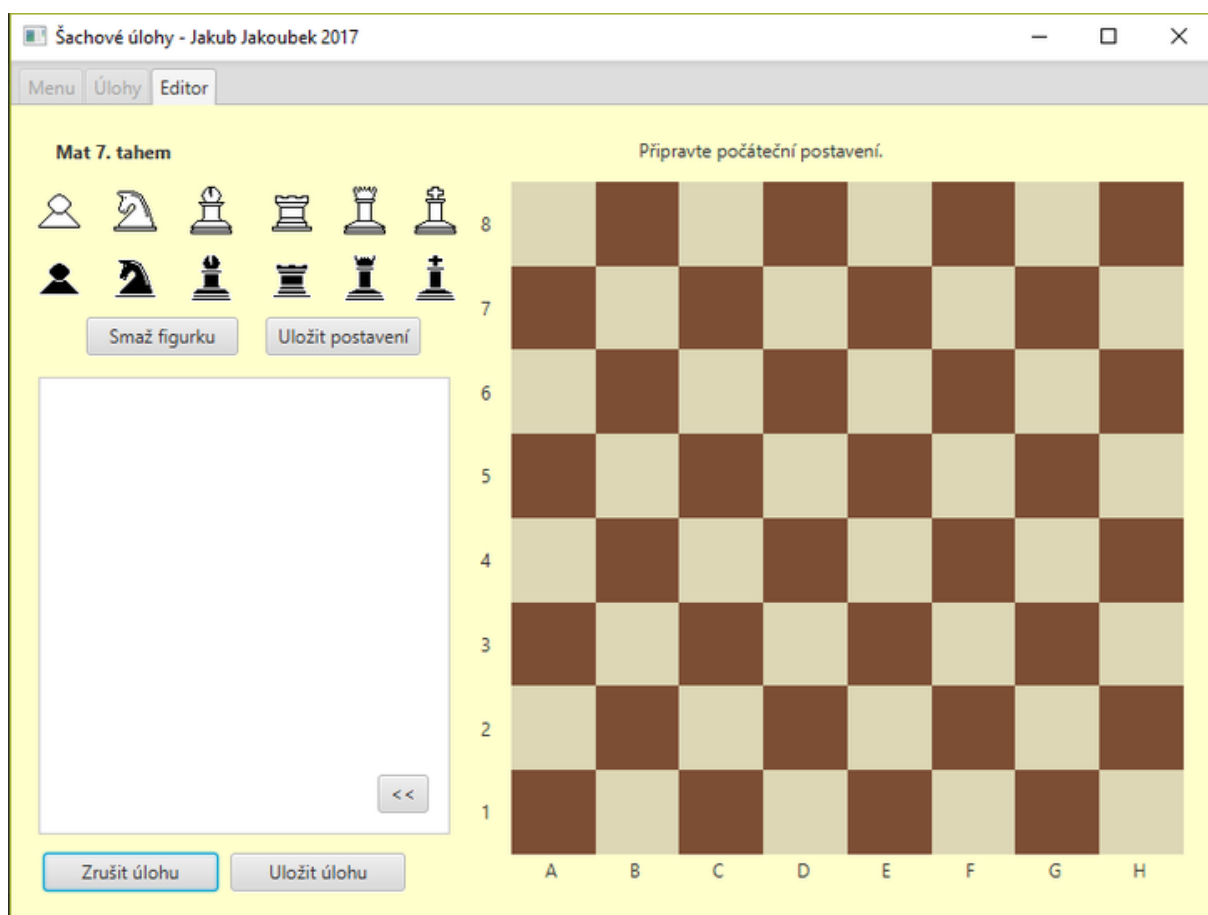 Šachové úlohy - Jakub Jakoubek 2017
Menu Úlohy Editor
Mat 7. tahem
Připravte počáteční postavení.
Smaž figurku Uložit postavení
<<
Zrušit úlohu Uložit úlohu
8
7
6
5
4
3
2
1
A B C D E F G H